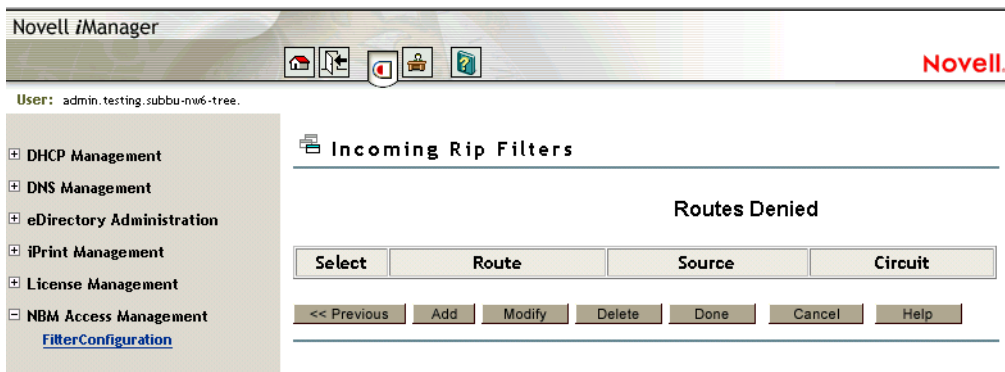 Novell iManager
Novell.
User: admin.testing.subbu-nw6-tree.
DHCP Management
DNS Management
eDirectory Administration
iPrint Management
License Management
NBM Access Management
FilterConfiguration
Incoming Rip Filters
Routes Denied
Select Route Source Circuit
<< Previous Add Modify Delete Done Cancel Help